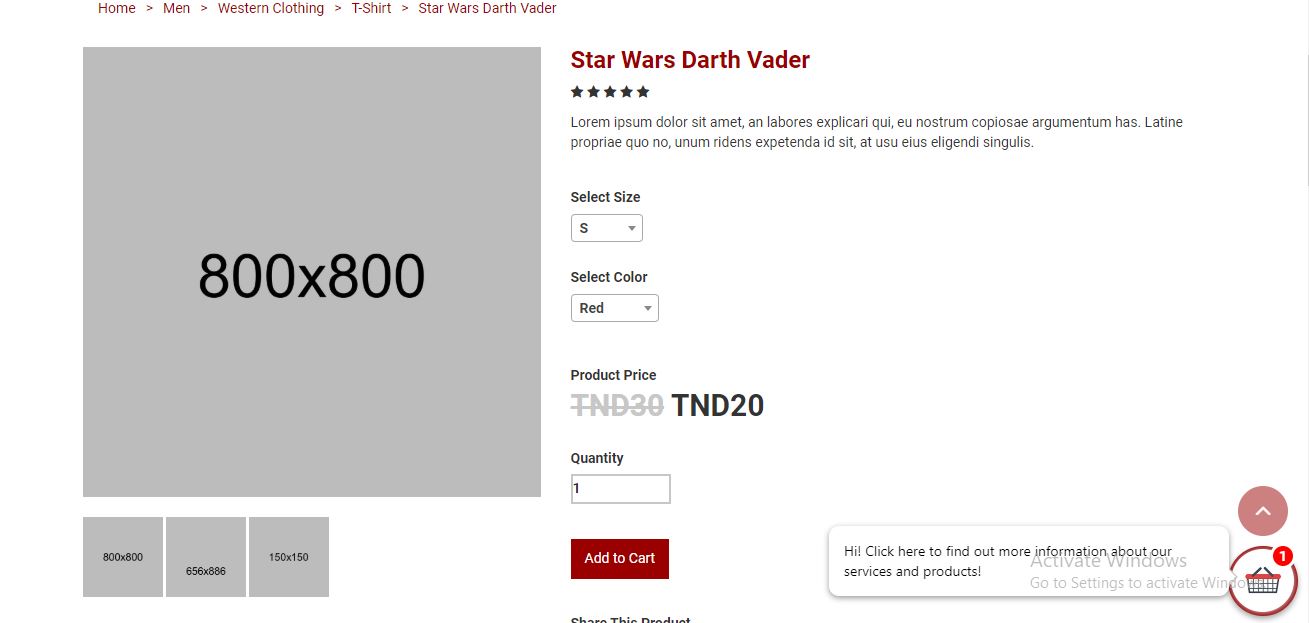 Home > Men > Western Clothing > T-Shirt > Star Wars Darth Vader
800x800
800x800
656x886
150x150
Star Wars Darth Vader
Lorem ipsum dolor sit amet, an labores explicari qui, eu nostrum copiosae argumentum has. Latine
propriae quo no, unum ridens expetenda id sit, at usu eius eligendi singulis.
Select Size
S
Select Color
Red
Product Price
TND30 TND20
Quantity
1
Add to Cart
Share This Product
Hi! Click here to find out more information about our
services and products!
1
Activate Windows
Go to Settings to activate Windows